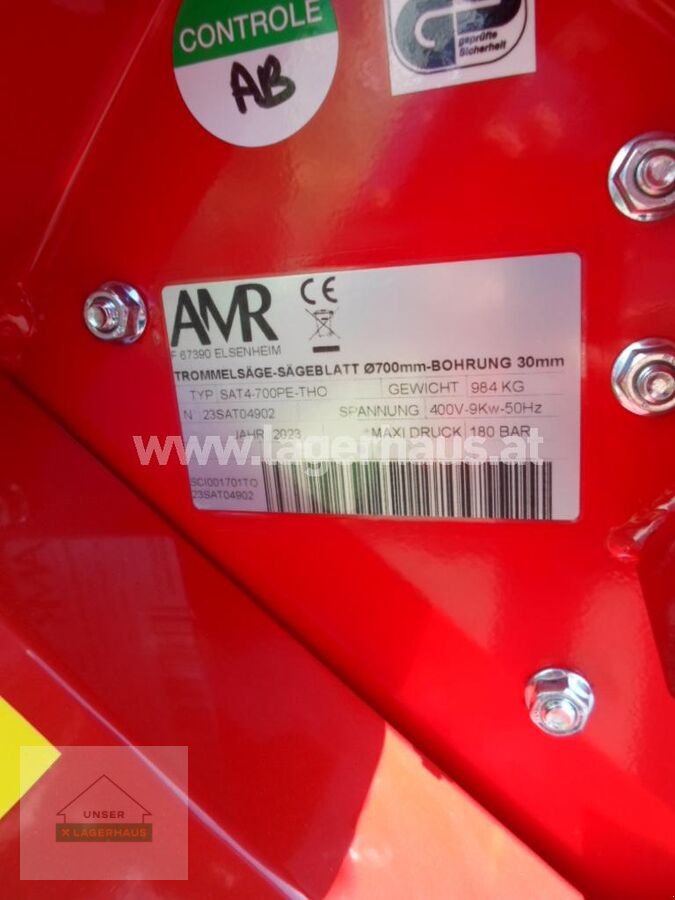 CONTROLE
AB
geprüfte
Sicherheit
AMR
CE
F 67390 ELSENHEIM
TROMMELSÄGE-SÄGEBLATT Ø700mm-BOHRUNG 30mm
TYP SAT4-700PE-THO GEWICHT 984 KG
N 23SAT04902 SPANNUNG 400V-9Kw-50Hz
JAHR 2023 MAXI DRUCK 180 BAR
www.lagerhaus.at
SCI001701TO
23SAT04902
UNSER
X LAGERHAUS